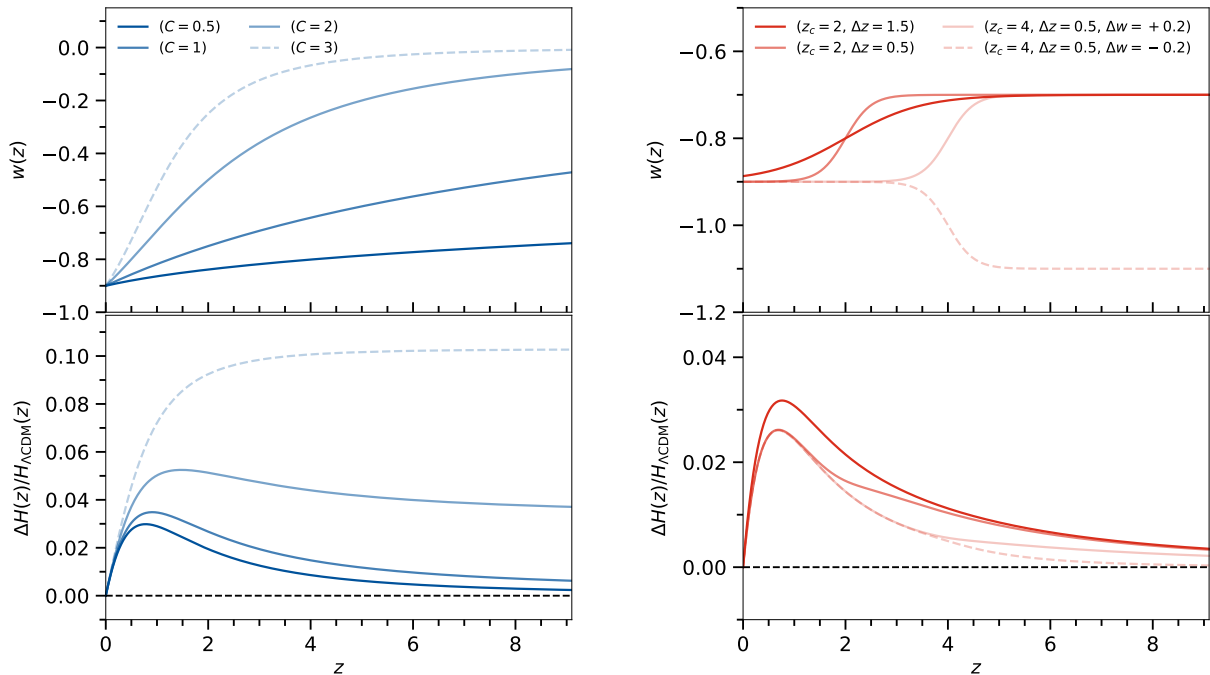 (C = 0.5)
(C = 1)
(C = 2)
(C = 3)
0.0
−0.2
−0.4
−0.6
−0.8
−1.0
w(z)
0.10
0.08
0.06
0.04
0.02
0.00
ΔH(z)/H_ΛCDM(z)
0 2 4 6 8
z
(z_c = 2, Δz = 1.5)
(z_c = 2, Δz = 0.5)
(z_c = 4, Δz = 0.5, Δw = +0.2)
(z_c = 4, Δz = 0.5, Δw = −0.2)
−0.6
−0.8
−1.0
−1.2
w(z)
0.04
0.02
0.00
ΔH(z)/H_ΛCDM(z)
0 2 4 6 8
z